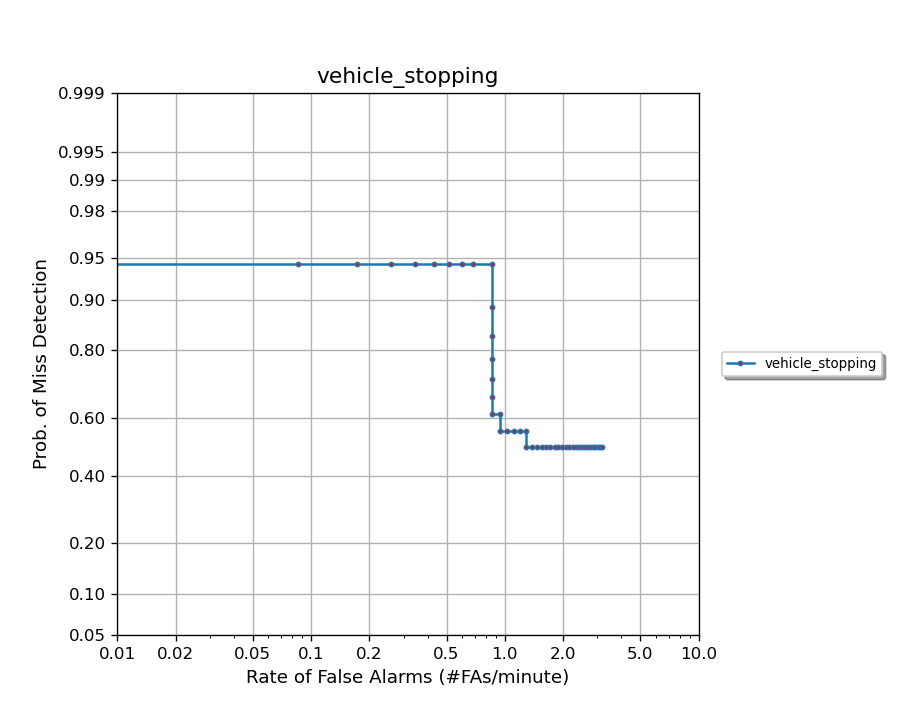 vehicle_stopping
0.999
0.995
0.99
0.98
0.95
0.90
0.80
0.60
0.40
0.20
0.10
0.05
Prob. of Miss Detection
0.01 0.02 0.05 0.1 0.2 0.5 1.0 2.0 5.0 10.0
Rate of False Alarms (#FAs/minute)
vehicle_stopping